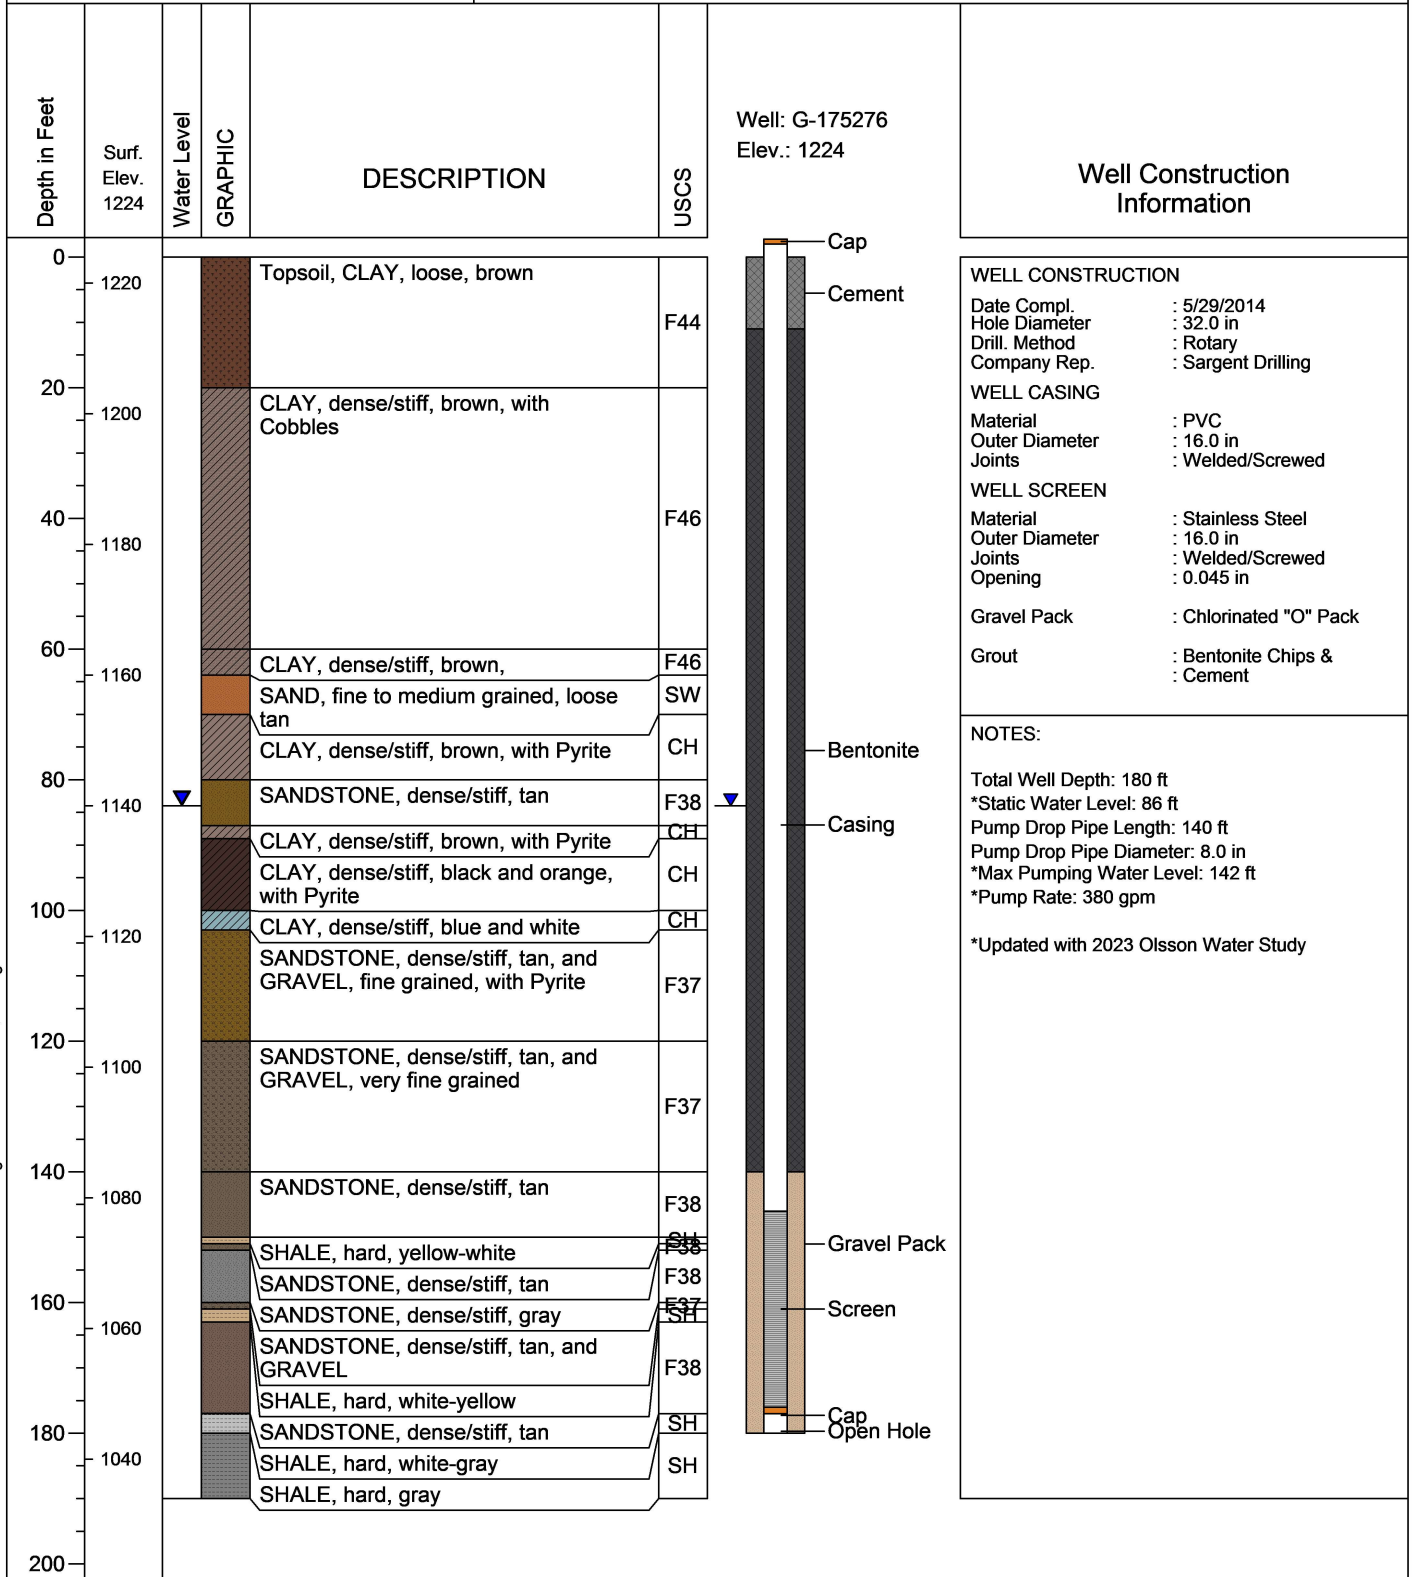 Depth in Feet
Surf.
Elev.
1224
Water Level
GRAPHIC
DESCRIPTION
USCS
Well: G-175276
Elev.: 1224
Well Construction
Information
0
20
40
60
80
100
120
140
160
180
200
1220
1200
1180
1160
1140
1120
1100
1080
1060
1040
Topsoil, CLAY, loose, brown
CLAY, dense/stiff, brown, with
Cobbles
CLAY, dense/stiff, brown,
SAND, fine to medium grained, loose
tan
CLAY, dense/stiff, brown, with Pyrite
SANDSTONE, dense/stiff, tan
CLAY, dense/stiff, brown, with Pyrite
CLAY, dense/stiff, black and orange,
with Pyrite
CLAY, dense/stiff, blue and white
SANDSTONE, dense/stiff, tan, and
GRAVEL, fine grained, with Pyrite
SANDSTONE, dense/stiff, tan, and
GRAVEL, very fine grained
SANDSTONE, dense/stiff, tan
SHALE, hard, yellow-white
SANDSTONE, dense/stiff, tan
SANDSTONE, dense/stiff, gray
SANDSTONE, dense/stiff, tan, and
GRAVEL
SHALE, hard, white-yellow
SANDSTONE, dense/stiff, tan
SHALE, hard, white-gray
SHALE, hard, gray
F44
F46
F46
SW
CH
F38
CH
CH
CH
F37
F37
F38
SH
F38
F38
F37
SH
F38
SH
SH
Cap
Cement
Bentonite
Casing
Gravel Pack
Screen
Cap
Open Hole
WELL CONSTRUCTION
Date Compl. : 5/29/2014
Hole Diameter : 32.0 in
Drill. Method : Rotary
Company Rep. : Sargent Drilling
WELL CASING
Material : PVC
Outer Diameter : 16.0 in
Joints : Welded/Screwed
WELL SCREEN
Material : Stainless Steel
Outer Diameter : 16.0 in
Joints : Welded/Screwed
Opening : 0.045 in
Gravel Pack : Chlorinated "O" Pack
Grout : Bentonite Chips &
: Cement
NOTES:
Total Well Depth: 180 ft
*Static Water Level: 86 ft
Pump Drop Pipe Length: 140 ft
Pump Drop Pipe Diameter: 8.0 in
*Max Pumping Water Level: 142 ft
*Pump Rate: 380 gpm
*Updated with 2023 Olsson Water Study